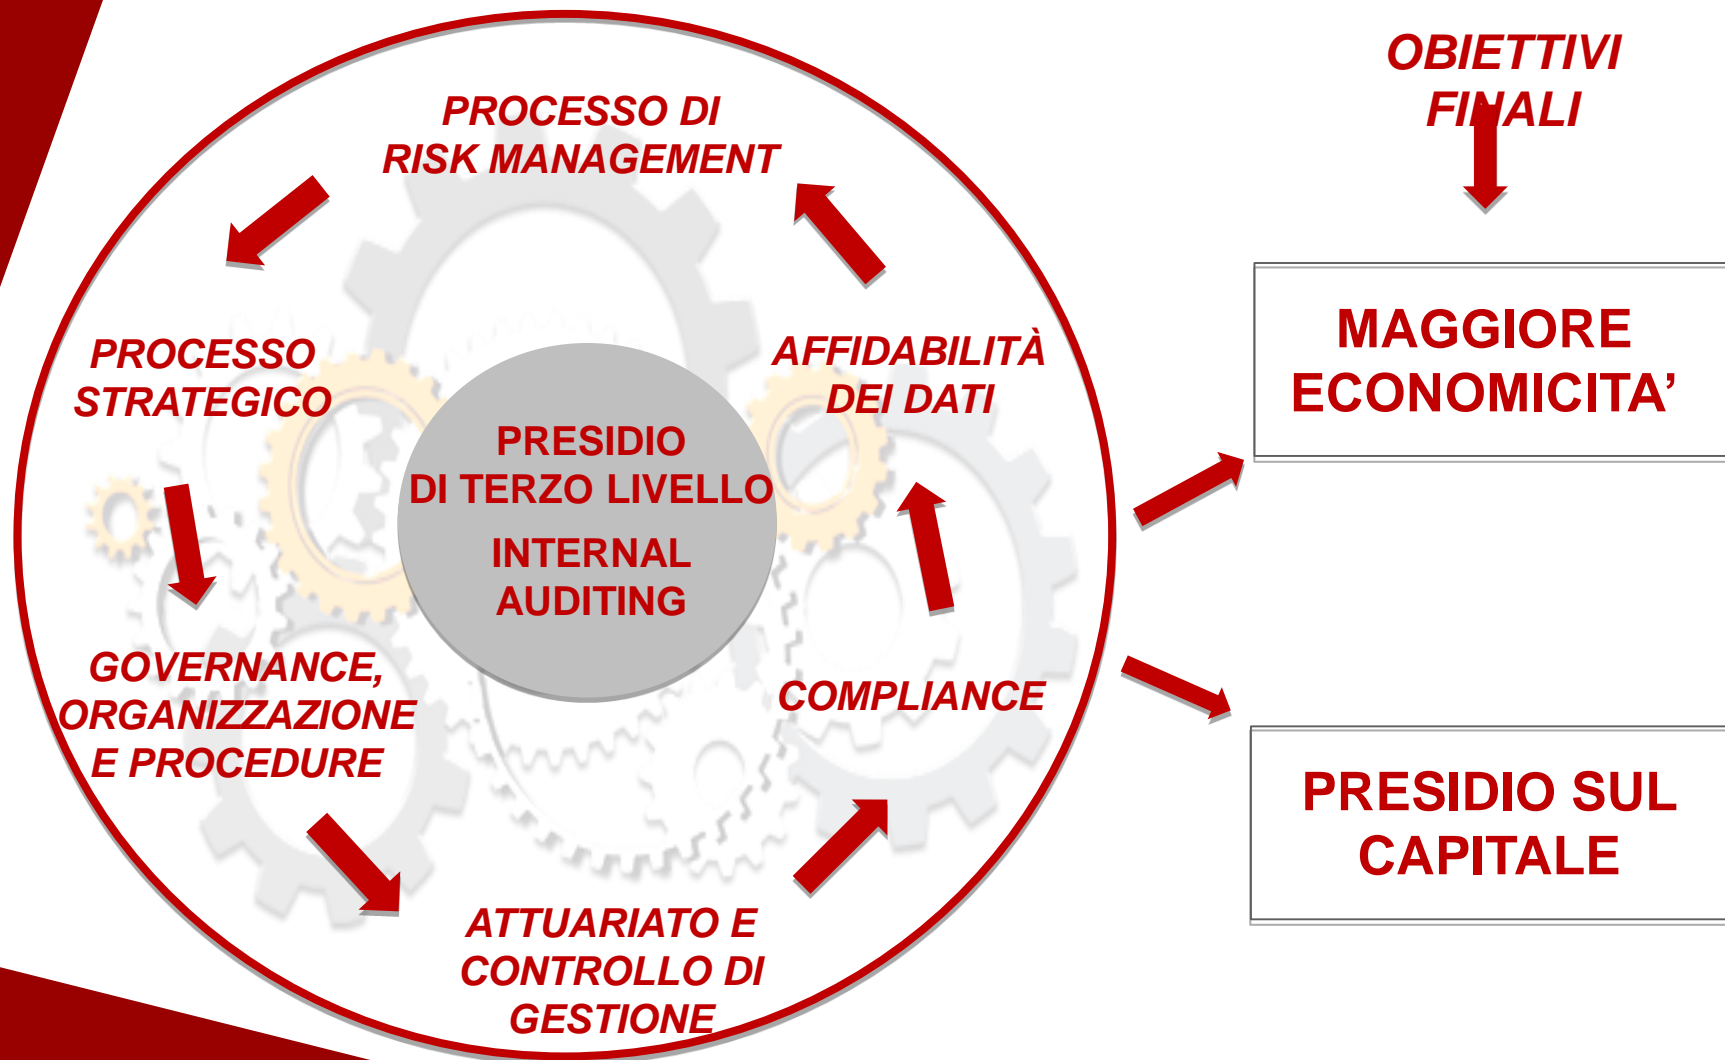 PROCESSO DI
RISK MANAGEMENT
PROCESSO
STRATEGICO
GOVERNANCE,
ORGANIZZAZIONE
E PROCEDURE
ATTUARIATO E
CONTROLLO DI
GESTIONE
COMPLIANCE
AFFIDABILITÀ
DEI DATI
PRESIDIO
DI TERZO LIVELLO
INTERNAL
AUDITING
OBIETTIVI
FINALI
MAGGIORE
ECONOMICITA’
PRESIDIO SUL
CAPITALE